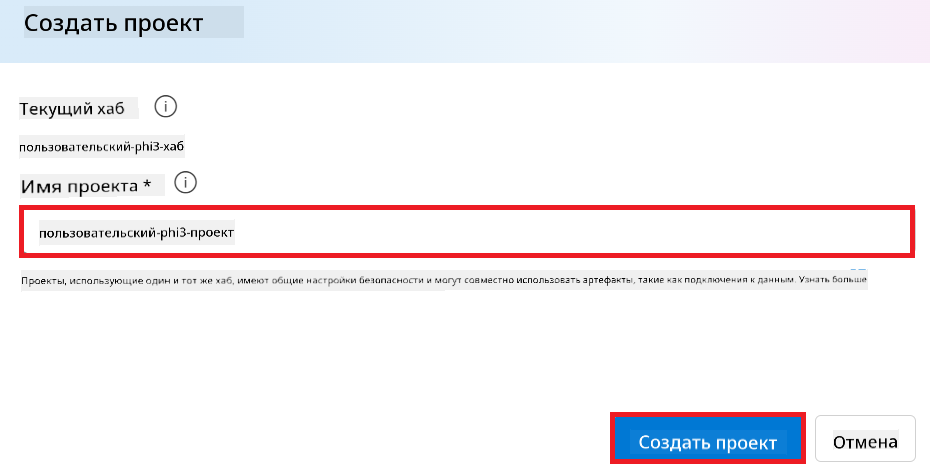 Создать проект
Текущий хаб
пользовательский-phi3-хаб
Имя проекта *
пользовательский-phi3-проект
Проекты, использующие один и тот же хаб, имеют общие настройки безопасности и могут совместно использовать артефакты, такие как подключения к данным. Узнать больше
Создать проект Отмена